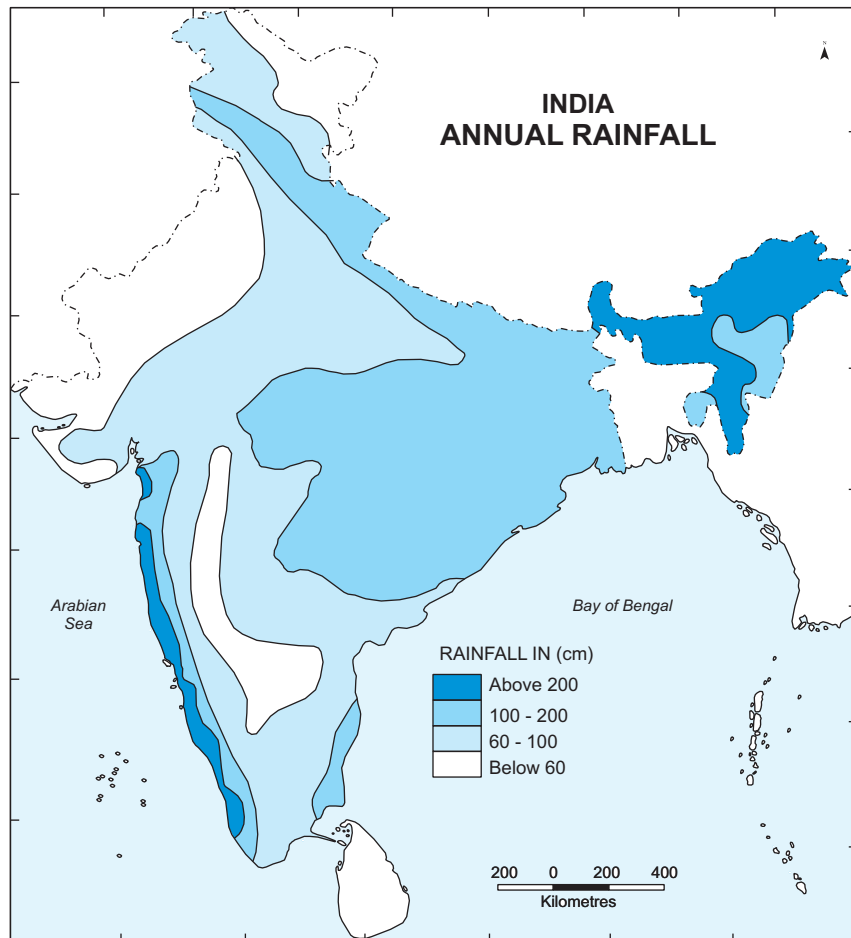 N
INDIA
ANNUAL RAINFALL
Arabian
Sea
Bay of Bengal
RAINFALL IN (cm)
Above 200
100 - 200
60 - 100
Below 60
200 0 200 400
Kilometres